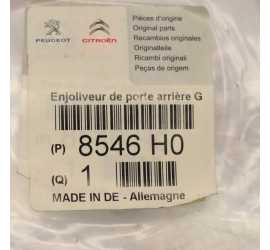 PEUGEOT
CITROËN
Pièces d'origine
Original parts
Recambios originales
Originalteile
Ricambi originali
Peças de origem
Enjoliveur de porte arrière G
(P) 8546 H0
(Q) 1
MADE IN DE - Allemagne